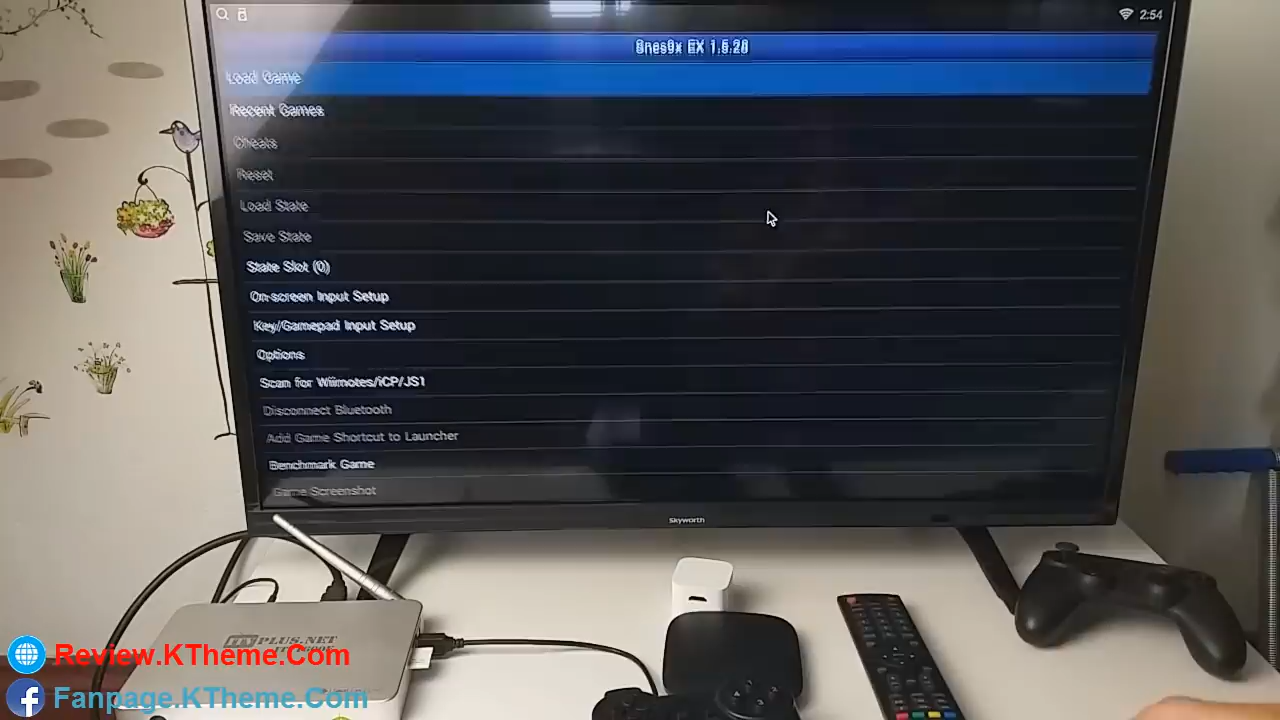 2:54
Snes9x EX 1.5.28
Load Game
Recent Games
Cheats
Reset
Load State
Save State
State Slot (0)
On-screen Input Setup
Key/Gamepad Input Setup
Options
Scan for Wiimotes/iCP/JS1
Disconnect Bluetooth
Add Game Shortcut to Launcher
Benchmark Game
Game Screenshot
Skyworth
PLUS.NET
Review.KTheme.Com
Fanpage.KTheme.Com